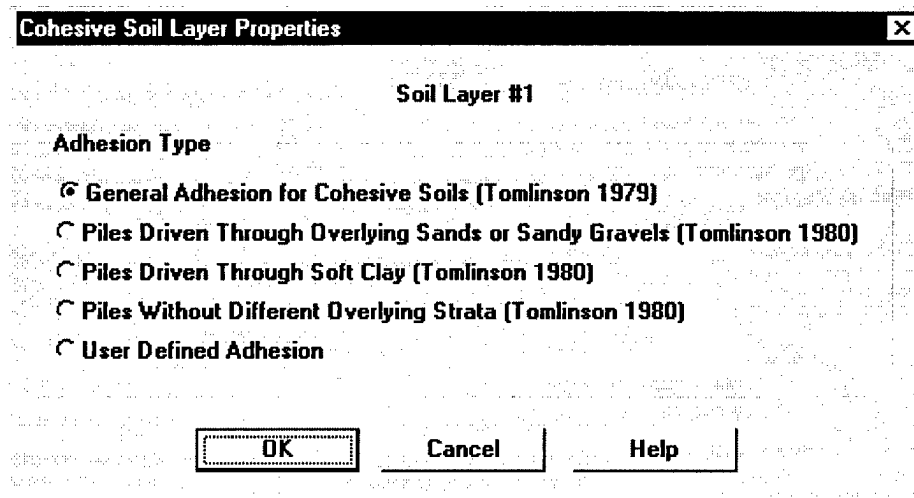 Cohesive Soil Layer Properties
Soil Layer #1
Adhesion Type
General Adhesion for Cohesive Soils (Tomlinson 1979)
Piles Driven Through Overlying Sands or Sandy Gravels (Tomlinson 1980)
Piles Driven Through Soft Clay (Tomlinson 1980)
Piles Without Different Overlying Strata (Tomlinson 1980)
User Defined Adhesion
OK Cancel Help